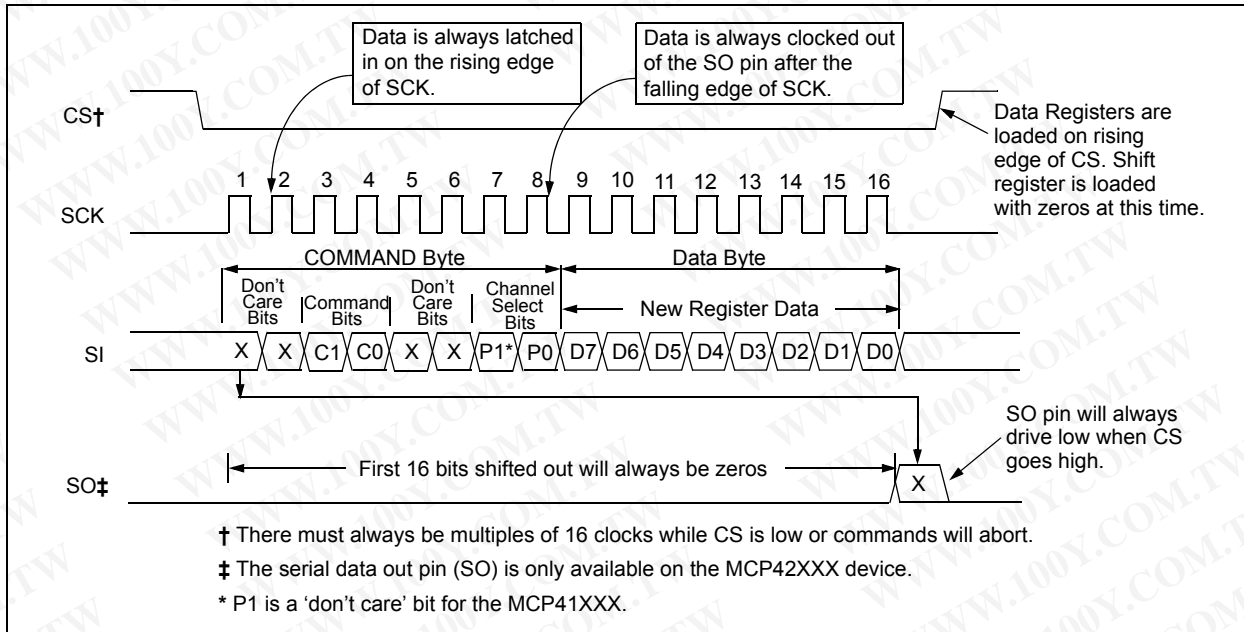 Data is always latched
in on the rising edge
of SCK.
Data is always clocked out
of the SO pin after the
falling edge of SCK.
CS†
Data Registers are
loaded on rising
edge of CS. Shift
register is loaded
with zeros at this time.
SCK
1 2 3 4 5 6 7 8 9 10 11 12 13 14 15 16
COMMAND Byte
Data Byte
Don't
Care
Bits
Command
Bits
Don't
Care
Bits
Channel
Select
Bits
New Register Data
SI
X X C1 C0 X X P1* P0 D7 D6 D5 D4 D3 D2 D1 D0
SO pin will always
drive low when CS
goes high.
First 16 bits shifted out will always be zeros
SO‡
X
† There must always be multiples of 16 clocks while CS is low or commands will abort.
‡ The serial data out pin (SO) is only available on the MCP42XXX device.
* P1 is a ‘don’t care’ bit for the MCP41XXX.
WWW.100Y.COM.TW